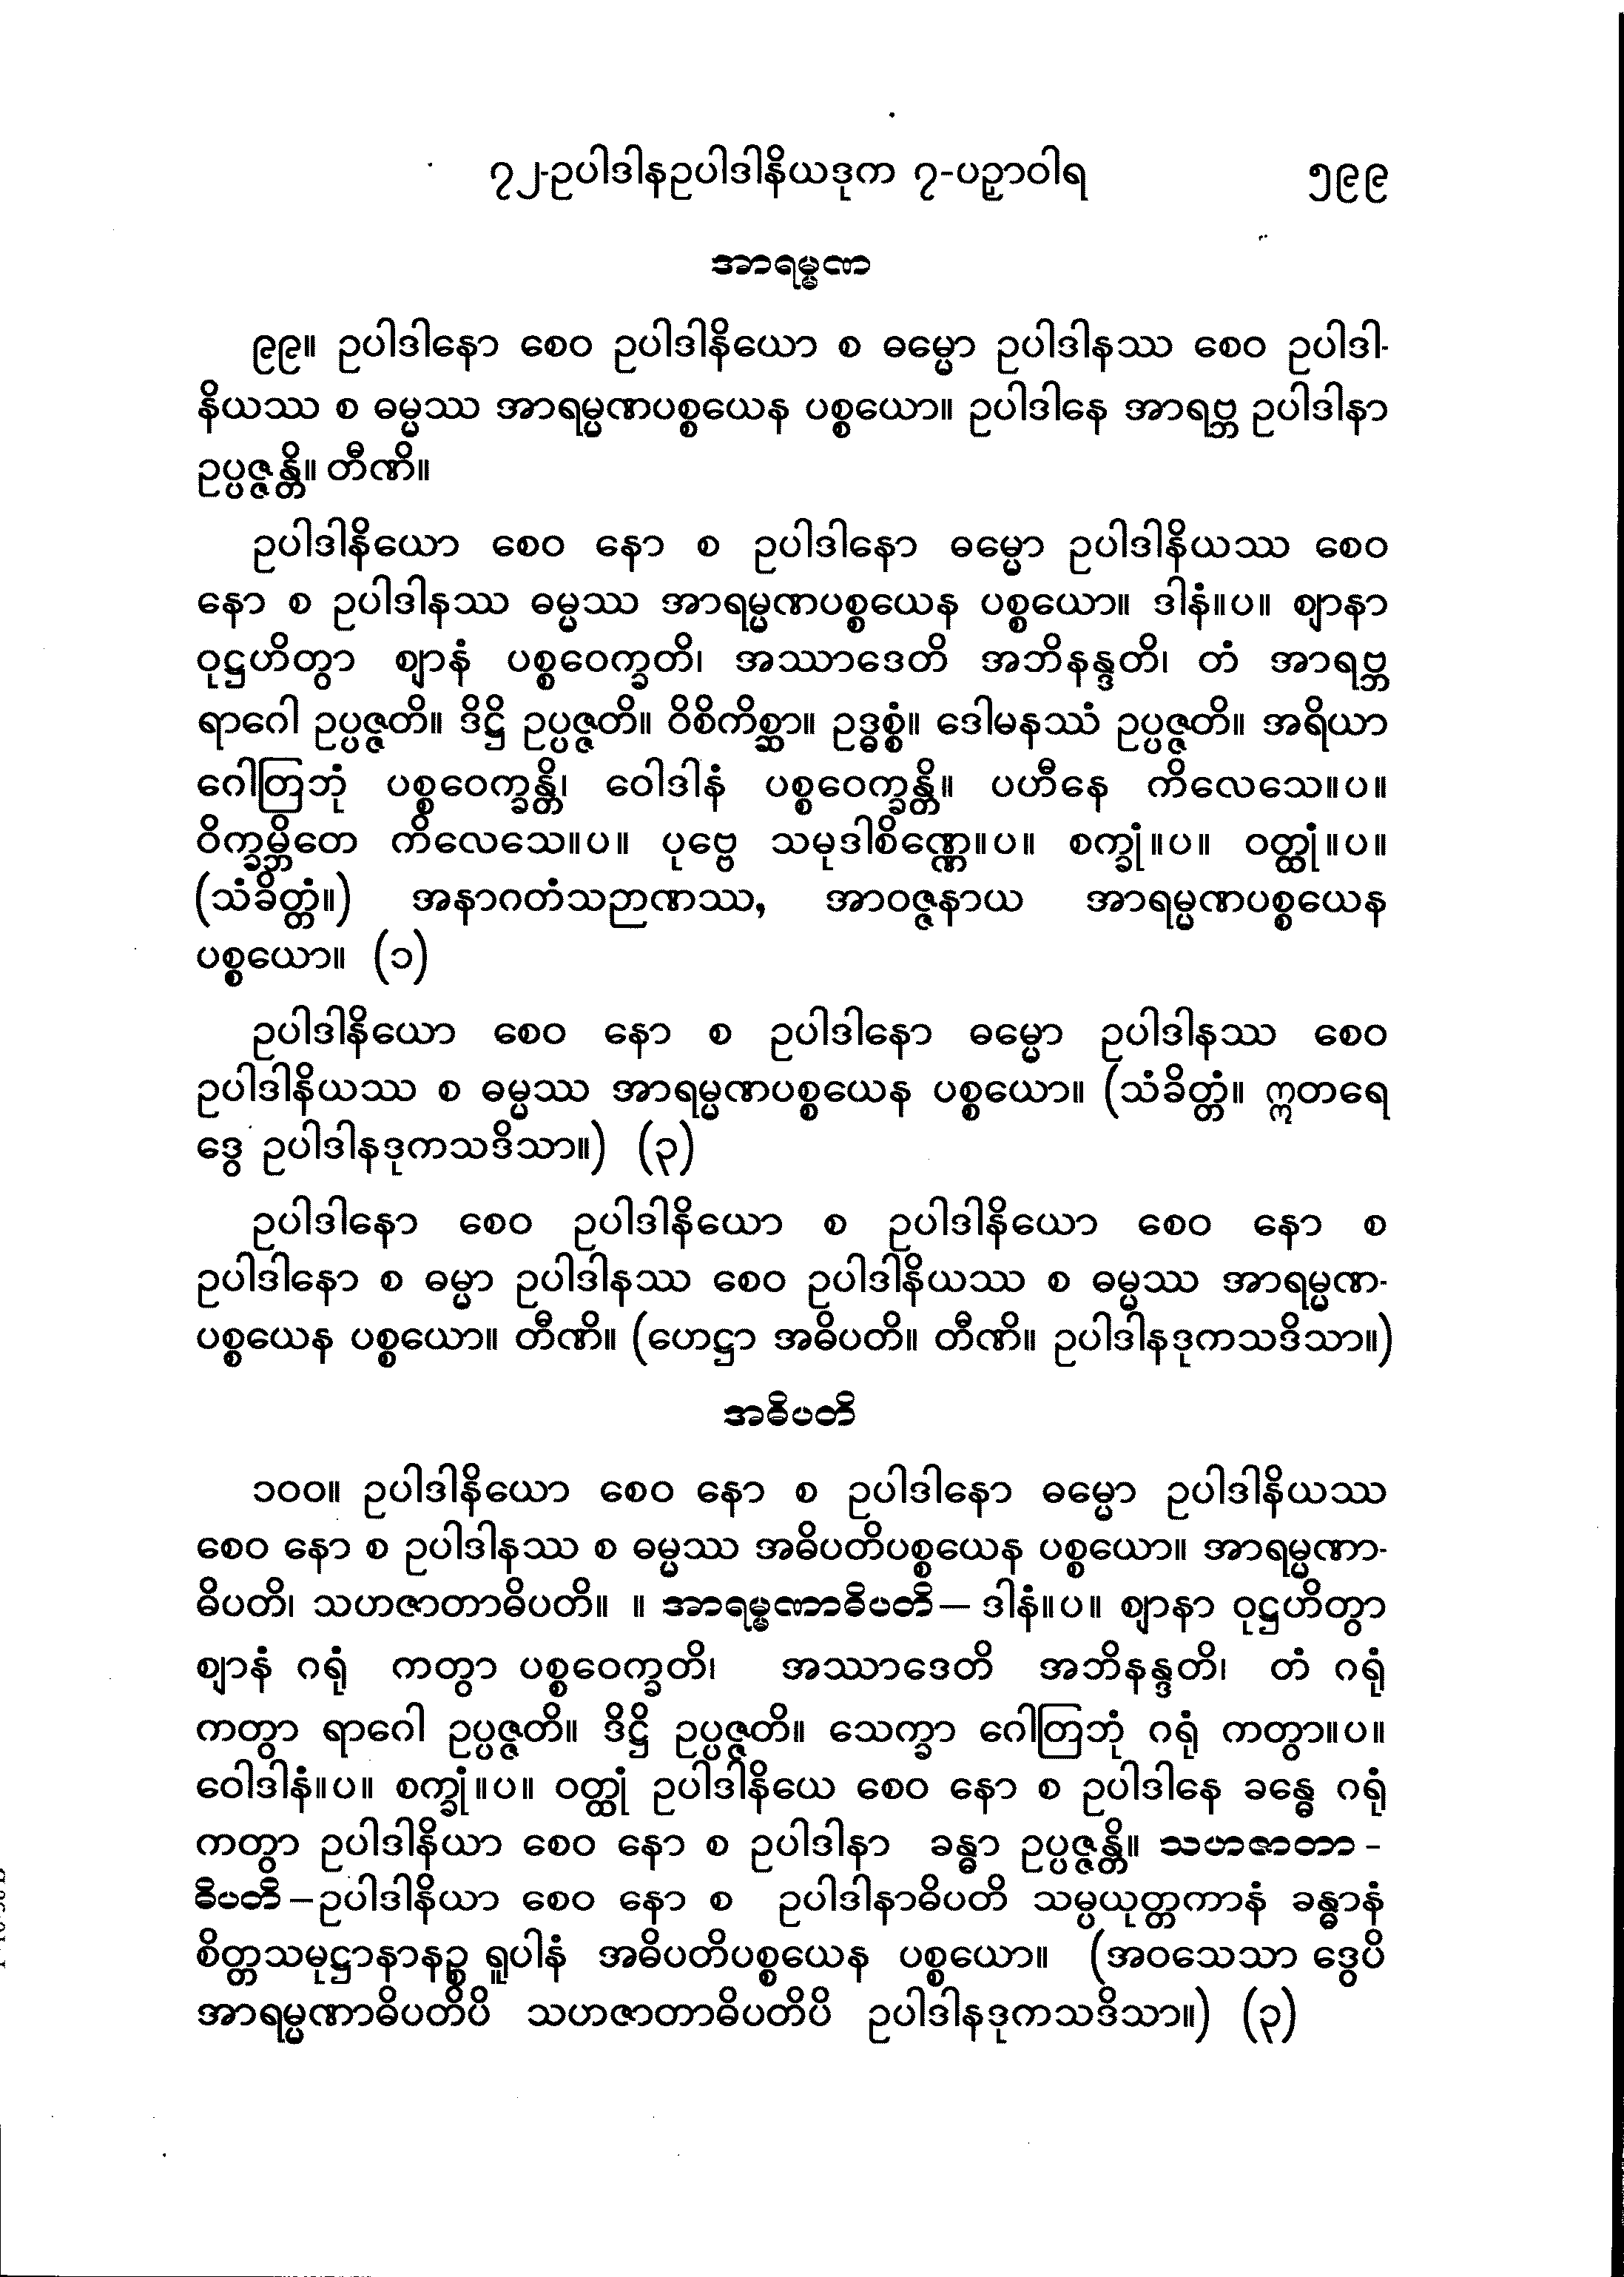 ၇၂-ဥပါဒါနဥပါဒါနိယဒုက ၇-ပဉှာဝါရ ၅၉၉
အာရမ္မဏ
၉၉။ ဥပါဒါနော စေဝ ဥပါဒါနိယော စ ဓမ္မော ဥပါဒါနဿ စေဝ ဥပါဒါ-
နိယဿ စ ဓမ္မဿ အာရမ္မဏပစ္စယေန ပစ္စယော။ ဥပါဒါနေ အာရဗ္ဘ ဥပါဒါနာ
ဥပ္ပဇ္ဇန္တိ။ တီဏိ။
ဥပါဒါနိယော စေဝ နော စ ဥပါဒါနော ဓမ္မော ဥပါဒါနိယဿ စေဝ
နော စ ဥပါဒါနဿ ဓမ္မဿ အာရမ္မဏပစ္စယေန ပစ္စယော။ ဒါနံ။ပ။ ဈာနာ
ဝုဋ္ဌဟိတွာ ဈာနံ ပစ္စဝေက္ခတိ၊ အဿာဒေတိ အဘိနန္ဒတိ၊ တံ အာရဗ္ဘ
ရာဂေါ ဥပ္ပဇ္ဇတိ။ ဒိဋ္ဌိ ဥပ္ပဇ္ဇတိ။ ဝိစိကိစ္ဆာ။ ဥဒ္ဓစ္စံ။ ဒေါမနဿံ ဥပ္ပဇ္ဇတိ။ အရိယာ
ဂေါတြဘုံ ပစ္စဝေက္ခန္တိ၊ ဝေါဒါနံ ပစ္စဝေက္ခန္တိ။ ပဟီနေ ကိလေသေ။ပ။
ဝိက္ခမ္ဘိတေ ကိလေသေ။ပ။ ပုဗ္ဗေ သမုဒါစိဏ္ဏေ။ပ။ စက္ခုံ။ပ။ ဝတ္ထုံ။ပ။
(သံခိတ္တံ။) အနာဂတံသဉာဏဿ, အာဝဇ္ဇနာယ အာရမ္မဏပစ္စယေန
ပစ္စယော။ (၁)
ဥပါဒါနိယော စေဝ နော စ ဥပါဒါနော ဓမ္မော ဥပါဒါနဿ စေဝ
ဥပါဒါနိယဿ စ ဓမ္မဿ အာရမ္မဏပစ္စယေန ပစ္စယော။ (သံခိတ္တံ။ ဣတရေ
ဒွေ ဥပါဒါနဒုကသဒိသာ။) (၃)
ဥပါဒါနော စေဝ ဥပါဒါနိယော စ ဥပါဒါနိယော စေဝ နော စ
ဥပါဒါနော စ ဓမ္မာ ဥပါဒါနဿ စေဝ ဥပါဒါနိယဿ စ ဓမ္မဿ အာရမ္မဏ-
ပစ္စယေန ပစ္စယော။ တီဏိ။ (ဟေဋ္ဌာ အဓိပတိ။ တီဏိ။ ဥပါဒါနဒုကသဒိသာ။)
အဓိပတိ
၁၀၀။ ဥပါဒါနိယော စေဝ နော စ ဥပါဒါနော ဓမ္မော ဥပါဒါနိယဿ
စေဝ နော စ ဥပါဒါနဿ စ ဓမ္မဿ အဓိပတိပစ္စယေန ပစ္စယော။ အာရမ္မဏာ-
ဓိပတိ၊ သဟဇာတာဓိပတိ။ ။ အာရမ္မဏာဓိပတိ— ဒါနံ။ပ။ ဈာနာ ဝုဋ္ဌဟိတွာ
ဈာနံ ဂရုံ ကတွာ ပစ္စဝေက္ခတိ၊ အဿာဒေတိ အဘိနန္ဒတိ၊ တံ ဂရုံ
ကတွာ ရာဂေါ ဥပ္ပဇ္ဇတိ။ ဒိဋ္ဌိ ဥပ္ပဇ္ဇတိ။ သေက္ခာ ဂေါတြဘုံ ဂရုံ ကတွာ။ပ။
ဝေါဒါနံ။ပ။ စက္ခုံ။ပ။ ဝတ္ထုံ ဥပါဒါနိယေ စေဝ နော စ ဥပါဒါနေ ခန္ဓေ ဂရုံ
ကတွာ ဥပါဒါနိယာ စေဝ နော စ ဥပါဒါနာ ခန္ဓာ ဥပ္ပဇ္ဇန္တိ။ သဟဇာတာ-
ဓိပတိ—ဥပါဒါနိယာ စေဝ နော စ ဥပါဒါနာဓိပတိ သမ္ပယုတ္တကာနံ ခန္ဓာနံ
စိတ္တသမုဋ္ဌာနာနဉ္စ ရူပါနံ အဓိပတိပစ္စယေန ပစ္စယော။ (အဝသေသာ ဒွေပိ
အာရမ္မဏာဓိပတိပိ သဟဇာတာဓိပတိပိ ဥပါဒါနဒုကသဒိသာ။) (၃)